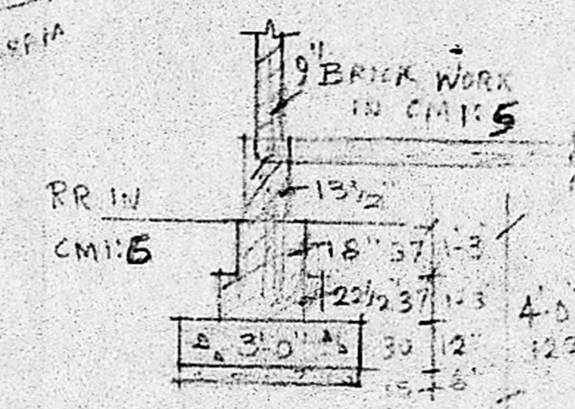 9" BRICK WORK
IN CM 1:5
13½"
RR IN
CM 1:5
18" 37 1-3
22½" 37 1-3
4'-0"
3'0" 30 12"
15 6"